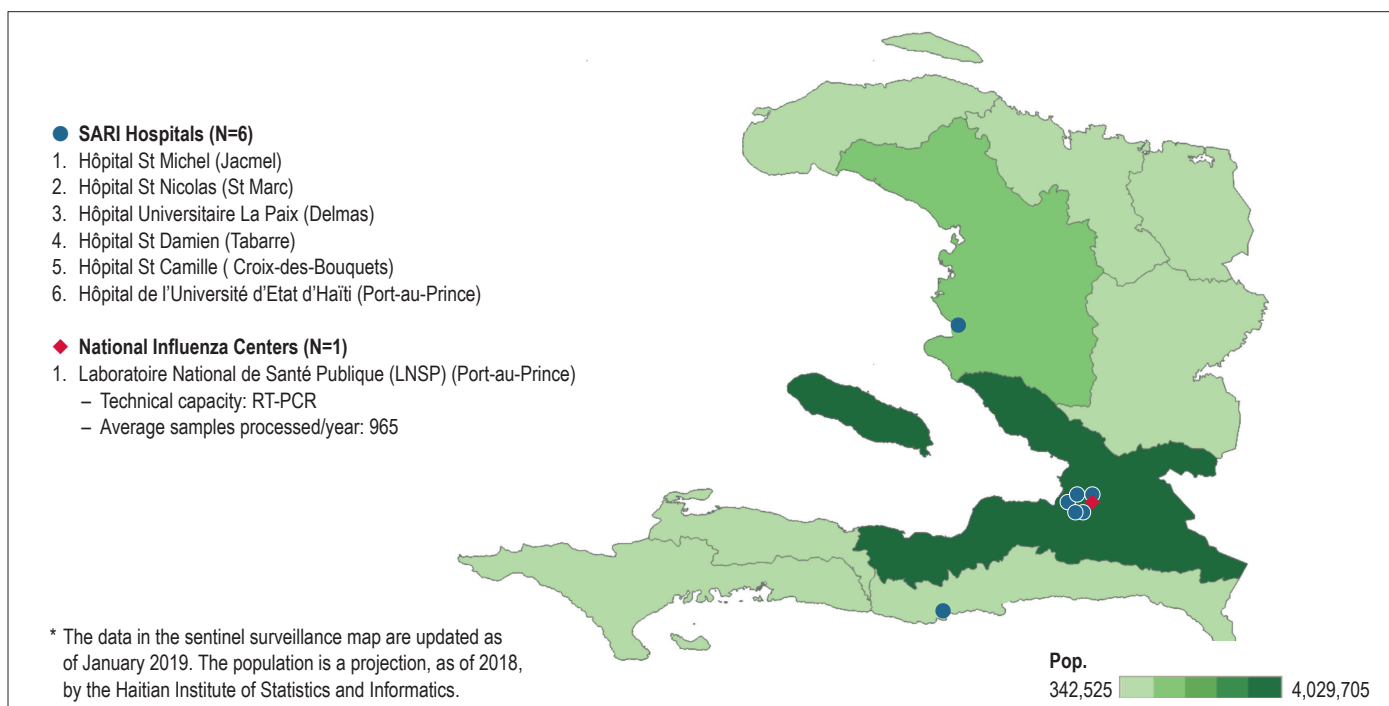 SARI Hospitals (N=6)
1. Hôpital St Michel (Jacmel)
2. Hôpital St Nicolas (St Marc)
3. Hôpital Universitaire La Paix (Delmas)
4. Hôpital St Damien (Tabarre)
5. Hôpital St Camille ( Croix-des-Bouquets)
6. Hôpital de l’Université d’Etat d’Haïti (Port-au-Prince)
National Influenza Centers (N=1)
1. Laboratoire National de Santé Publique (LNSP) (Port-au-Prince)
– Technical capacity: RT-PCR
– Average samples processed/year: 965
* The data in the sentinel surveillance map are updated as
of January 2019. The population is a projection, as of 2018,
by the Haitian Institute of Statistics and Informatics.
Pop.
342,525 4,029,705